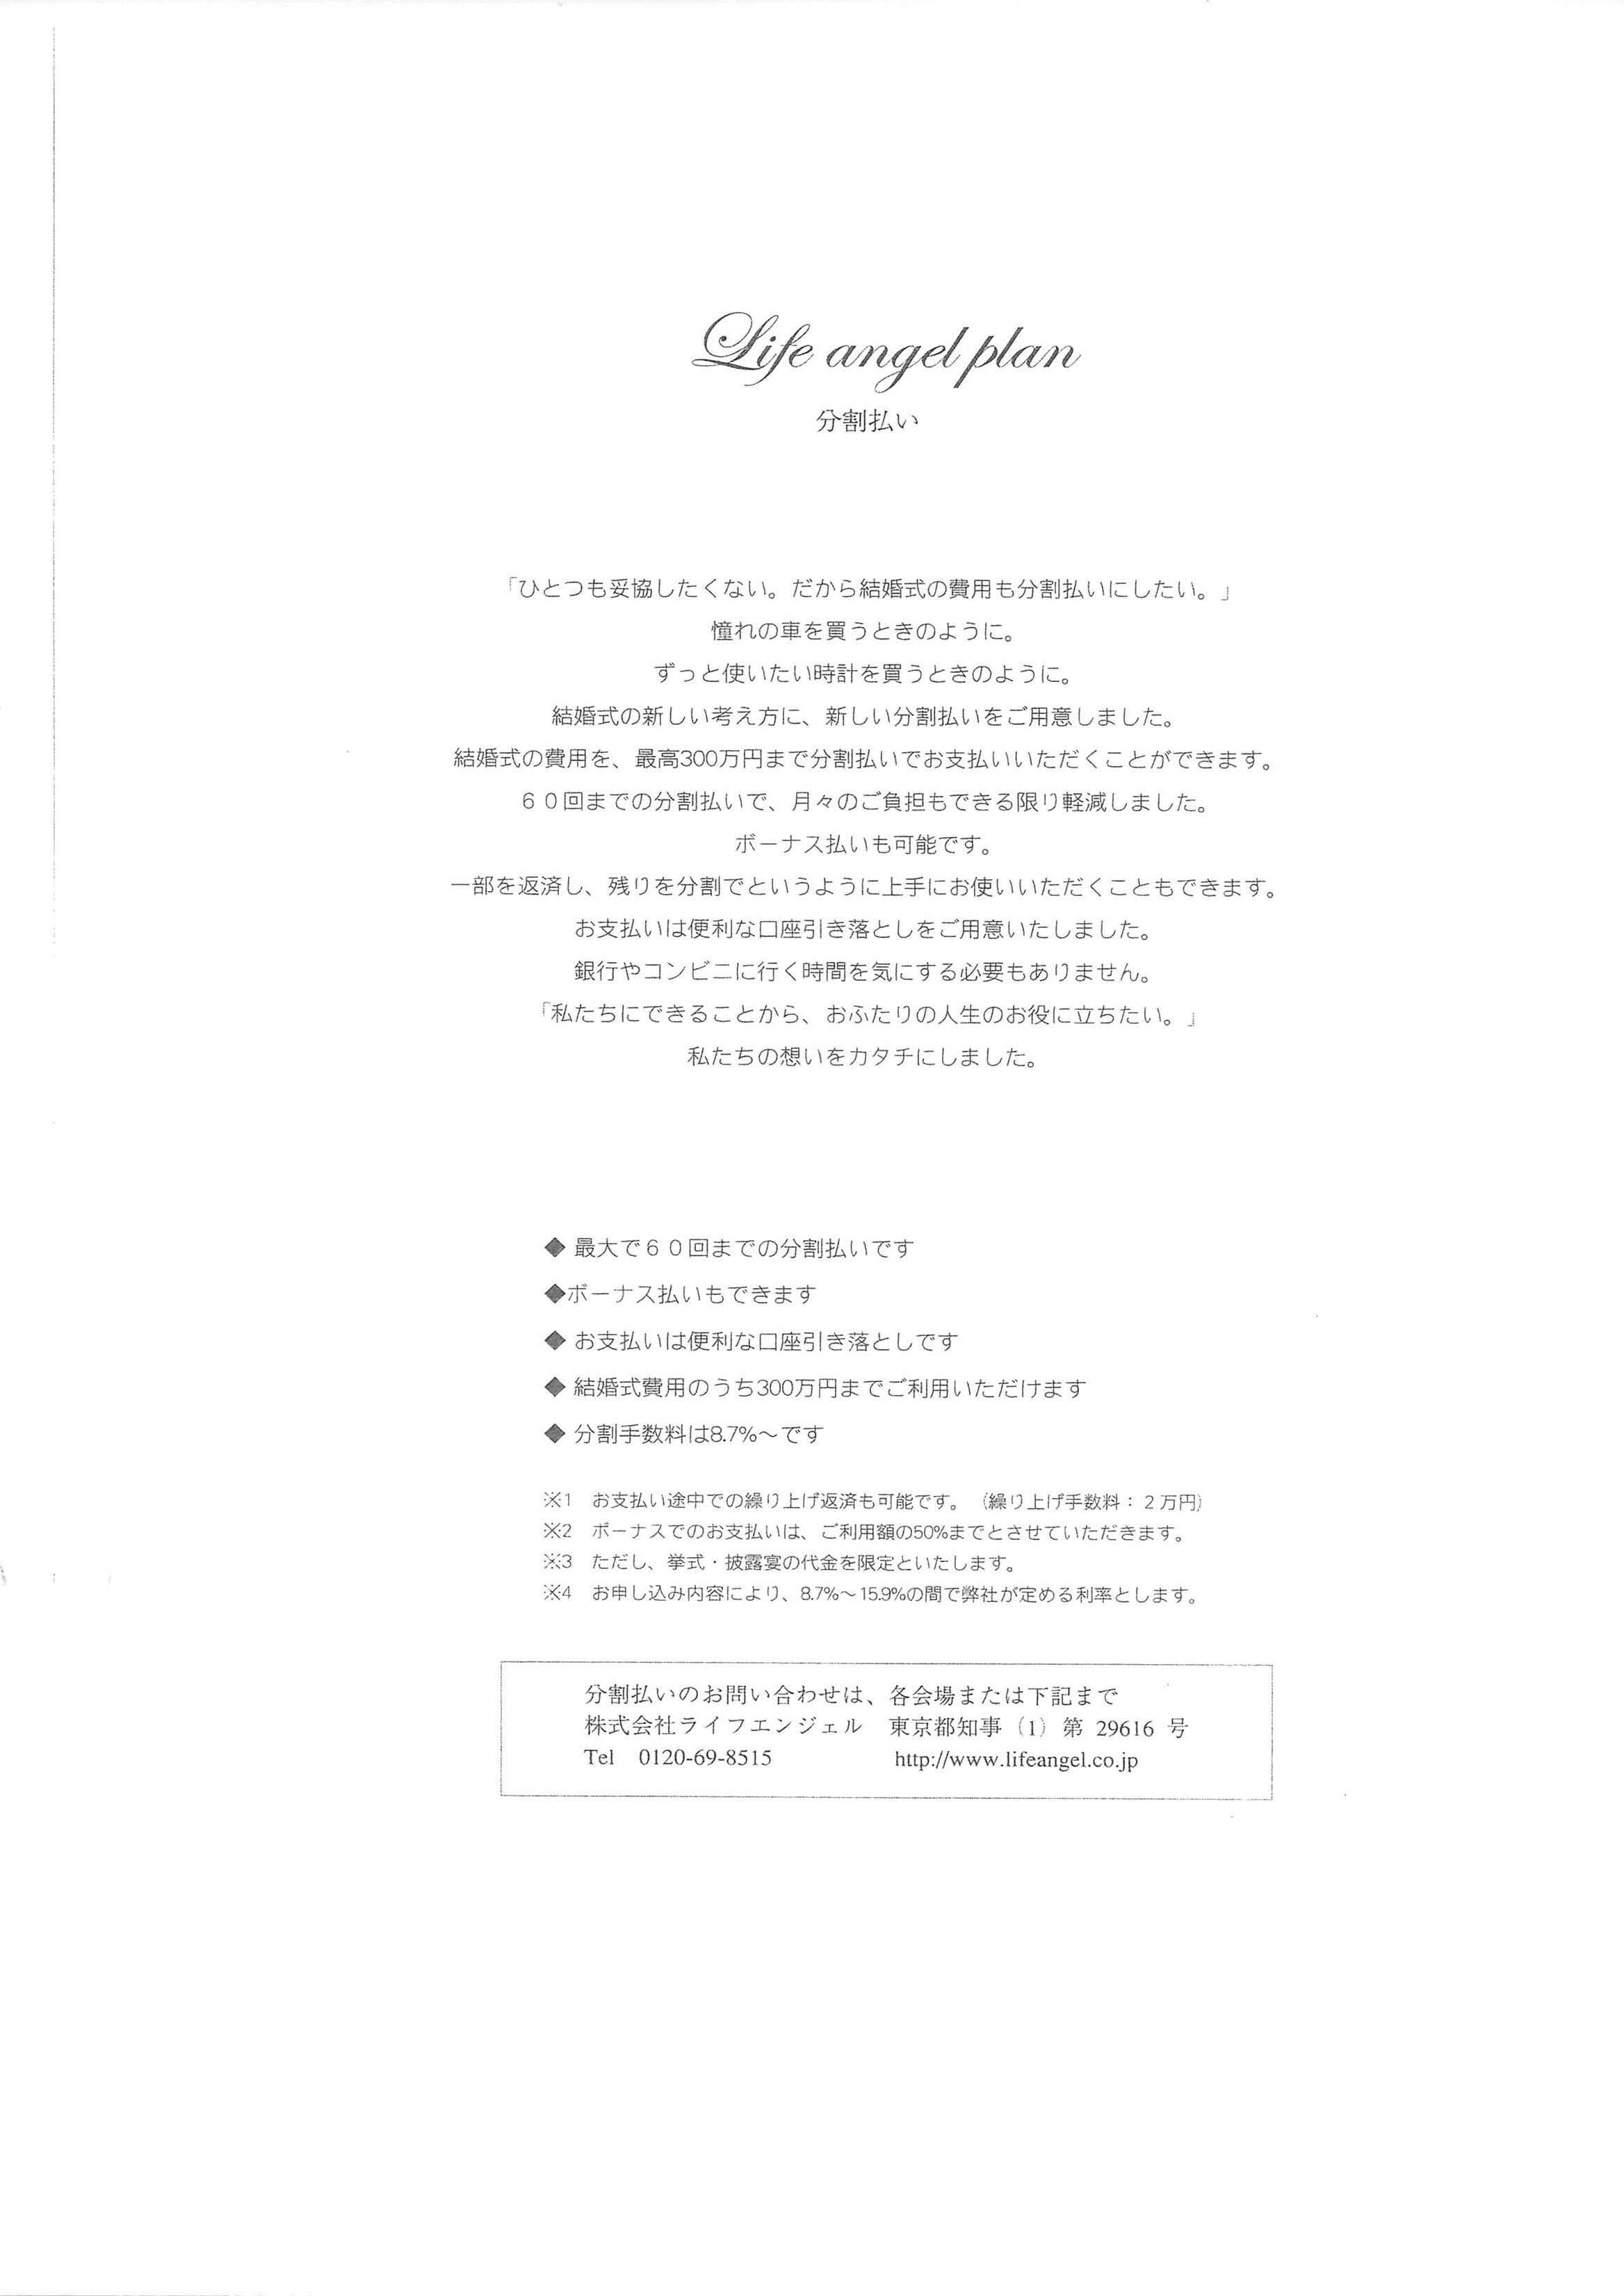 Life angel plan
分割払い
「ひとつも妥協したくない。だから結婚式の費用も分割払いにしたい。」
憧れの車を買うときのように。
ずっと使いたい時計を買うときのように。
結婚式の新しい考え方に、新しい分割払いをご用意しました。
結婚式の費用を、最高300万円まで分割払いでお支払いいただくことができます。
６０回までの分割払いで、月々のご負担もできる限り軽減しました。
ボーナス払いも可能です。
一部を返済し、残りを分割でというように上手にお使いいただくこともできます。
お支払いは便利な口座引き落としをご用意いたしました。
銀行やコンビニに行く時間を気にする必要もありません。
「私たちにできることから、おふたりの人生のお役に立ちたい。」
私たちの想いをカタチにしました。
◆ 最大で６０回までの分割払いです
◆ボーナス払いもできます
◆ お支払いは便利な口座引き落としです
◆ 結婚式費用のうち300万円までご利用いただけます
◆ 分割手数料は8.7%～です
※1　お支払い途中での繰り上げ返済も可能です。（繰り上げ手数料：２万円）
※2　ボーナスでのお支払いは、ご利用額の50%までとさせていただきます。
※3　ただし、挙式・披露宴の代金を限定といたします。
※4　お申し込み内容により、8.7%～15.9%の間で弊社が定める利率とします。
分割払いのお問い合わせは、各会場または下記まで
株式会社ライフエンジェル　東京都知事（1）第 29616 号
Tel　0120-69-8515　http://www.lifeangel.co.jp